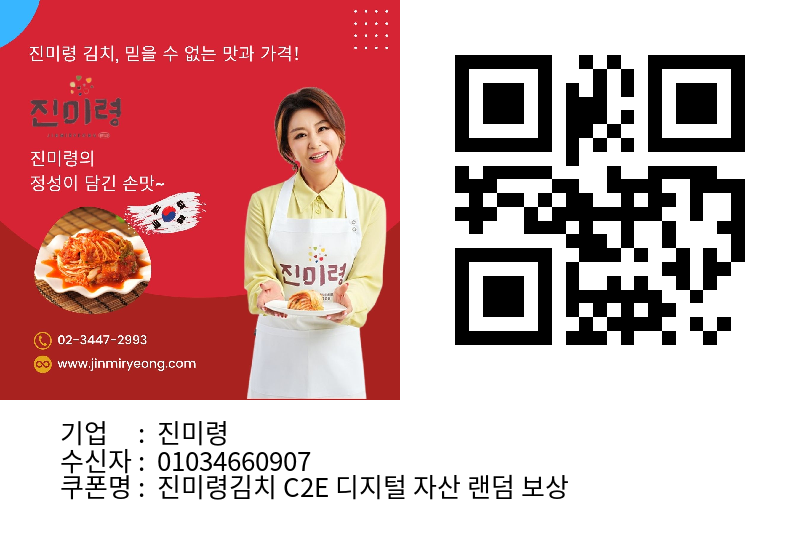 진미령 김치, 믿을 수 없는 맛과 가격!
진미령
진미령의
정성이 담긴 손맛~
진미령
02-3447-2993
www.jinmiryeong.com
기업 : 진미령
수신자 : 01034660907
쿠폰명 : 진미령김치 C2E 디지털 자산 랜덤 보상